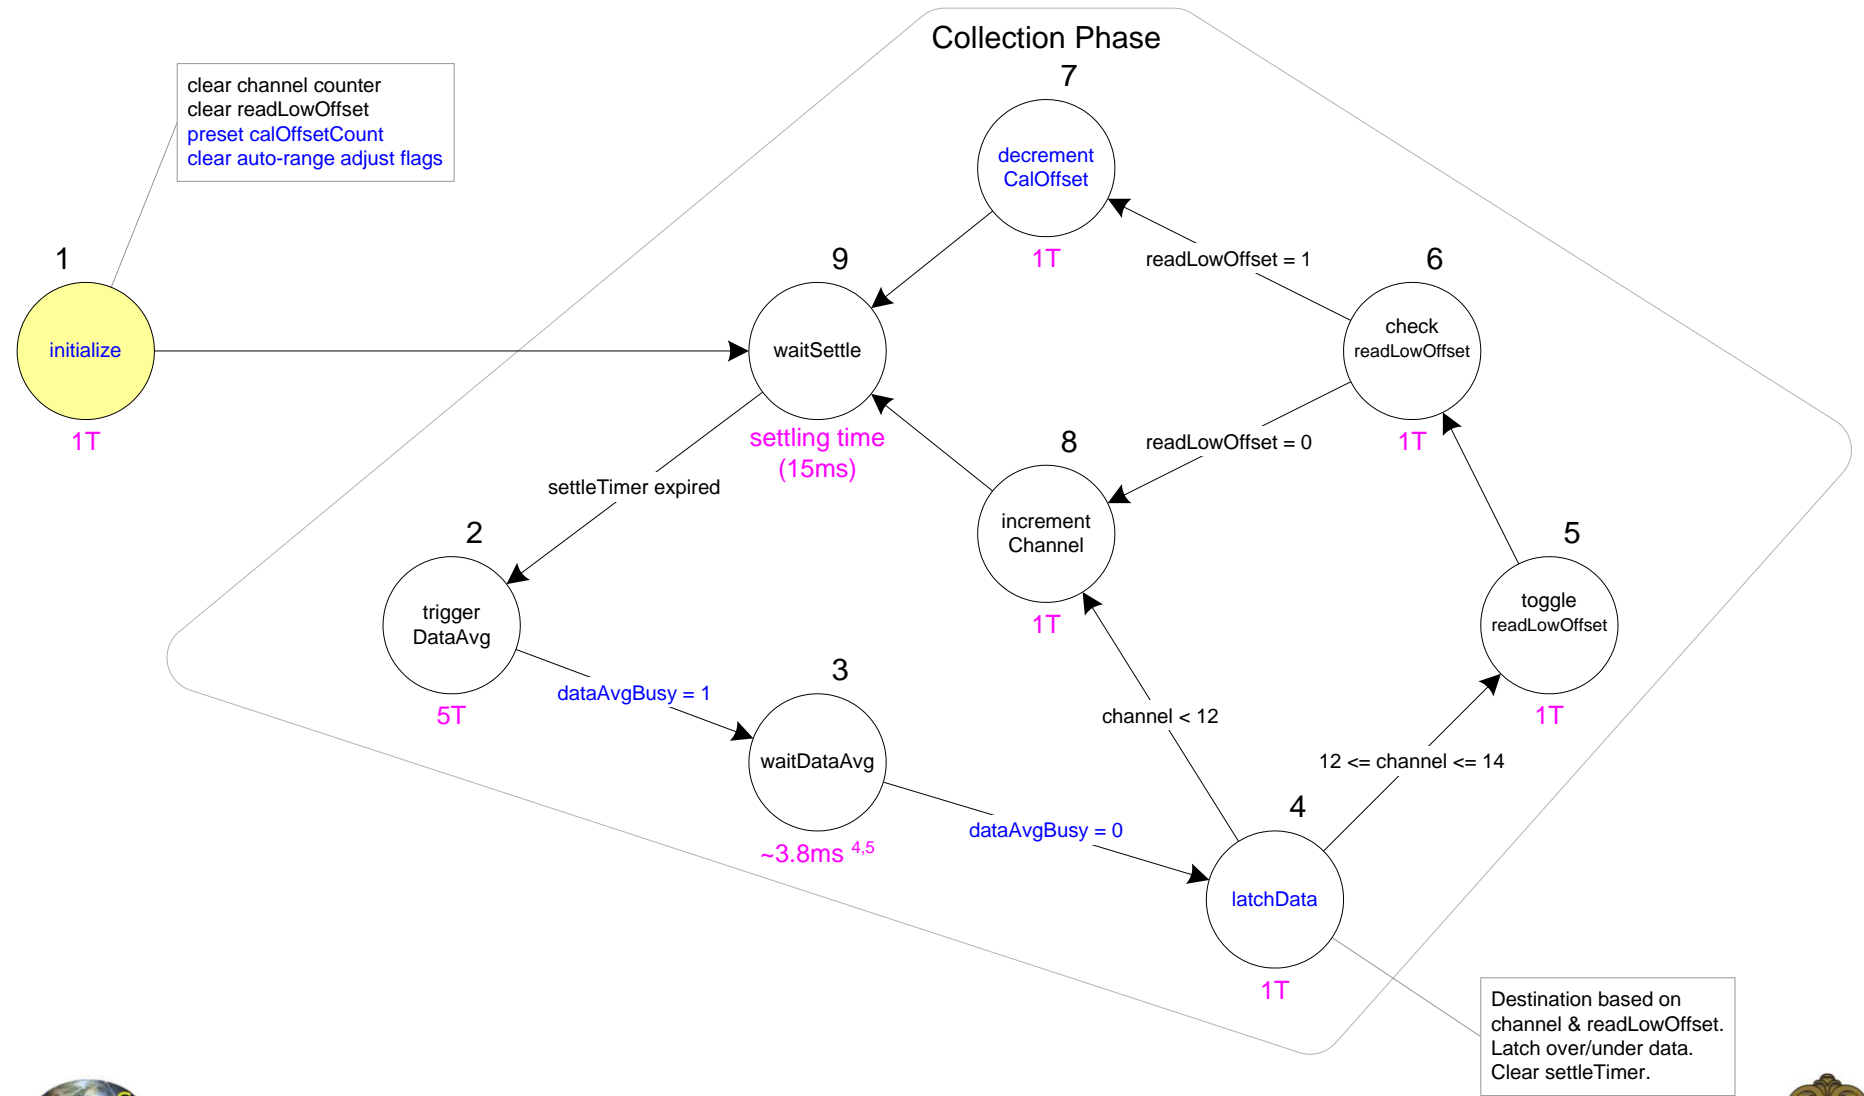 Collection Phase
clear channel counter
clear readLowOffset
preset calOffsetCount
clear auto-range adjust flags
7
decrement
CalOffset
1T
1
initialize
1T
9
waitSettle
settling time
(15ms)
readLowOffset = 1
6
check
readLowOffset
1T
readLowOffset = 0
8
increment
Channel
1T
settleTimer expired
2
trigger
DataAvg
5T
5
toggle
readLowOffset
1T
dataAvgBusy = 1
3
waitDataAvg
~3.8ms 4,5
channel < 12
12 <= channel <= 14
dataAvgBusy = 0
4
latchData
1T
Destination based on
channel & readLowOffset.
Latch over/under data.
Clear settleTimer.